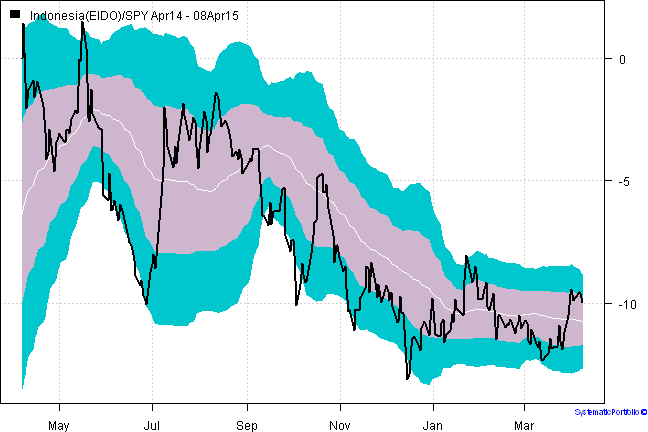 Indonesia(EIDO)/SPY Apr14 - 08Apr15
0
-5
-10
May Jul Sep Nov Jan Mar
SystematicPortfolio ©